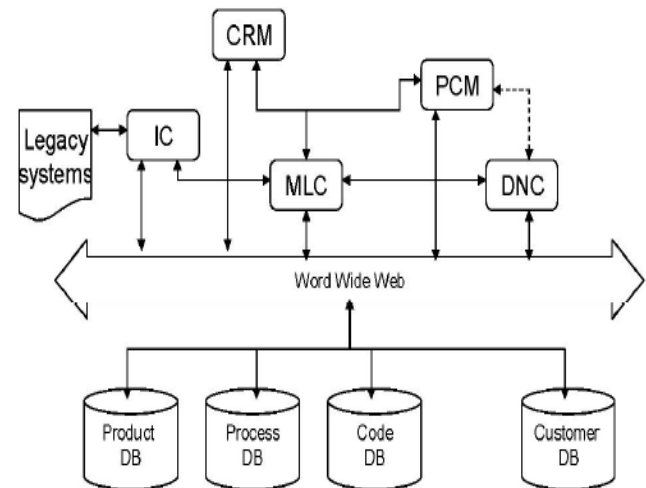 CRM
PCM
Legacy
systems
IC
MLC
DNC
Word Wide Web
Product
DB
Process
DB
Code
DB
Customer
DB